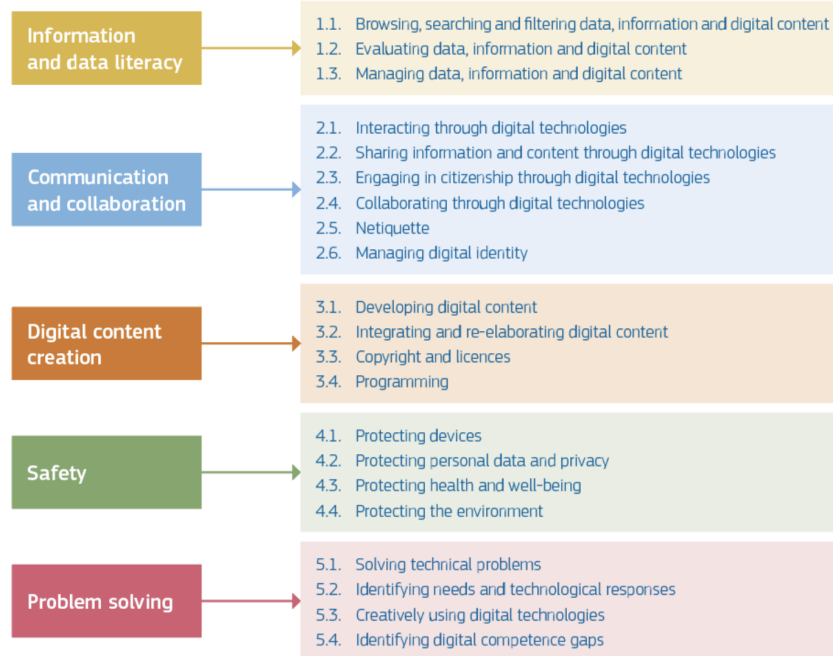 Information
and data literacy
1.1. Browsing, searching and filtering data, information and digital content
1.2. Evaluating data, information and digital content
1.3. Managing data, information and digital content
Communication
and collaboration
2.1. Interacting through digital technologies
2.2. Sharing information and content through digital technologies
2.3. Engaging in citizenship through digital technologies
2.4. Collaborating through digital technologies
2.5. Netiquette
2.6. Managing digital identity
Digital content
creation
3.1. Developing digital content
3.2. Integrating and re-elaborating digital content
3.3. Copyright and licences
3.4. Programming
Safety
4.1. Protecting devices
4.2. Protecting personal data and privacy
4.3. Protecting health and well-being
4.4. Protecting the environment
Problem solving
5.1. Solving technical problems
5.2. Identifying needs and technological responses
5.3. Creatively using digital technologies
5.4. Identifying digital competence gaps